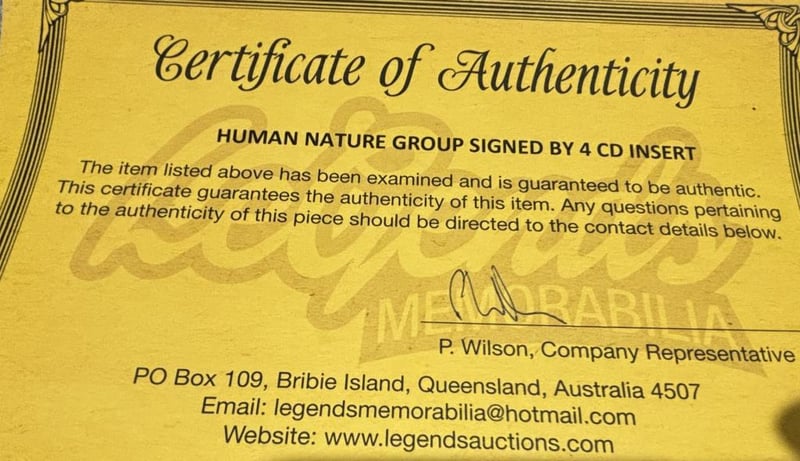 Certificate of Authenticity
HUMAN NATURE GROUP SIGNED BY 4 CD INSERT
The item listed above has been examined and is guaranteed to be authentic.
This certificate guarantees the authenticity of this item. Any questions pertaining
to the authenticity of this piece should be directed to the contact details below.
Legends
MEMORABILIA
P. Wilson, Company Representative
PO Box 109, Bribie Island, Queensland, Australia 4507
Email: legendsmemorabilia@hotmail.com
Website: www.legendsauctions.com